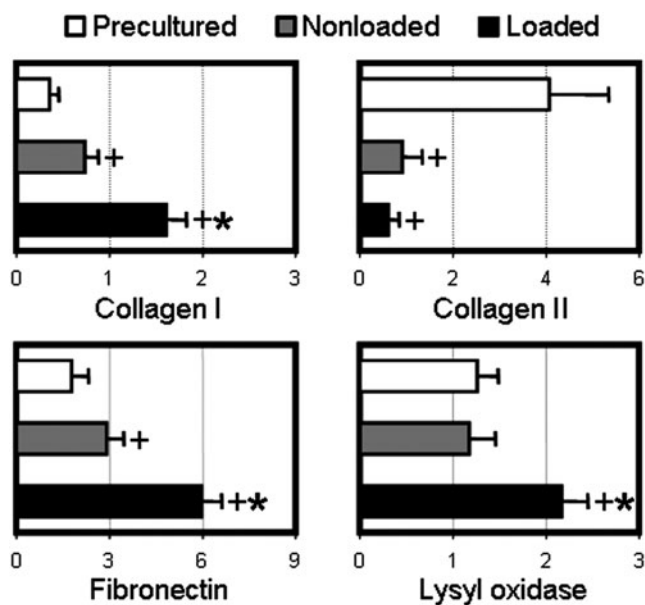 Precultured Nonloaded Loaded
+
+*
0 1 2 3
Collagen I
+
+
0 2 4 6
Collagen II
+
+*
0 3 6 9
Fibronectin
+*
0 1 2 3
Lysyl oxidase